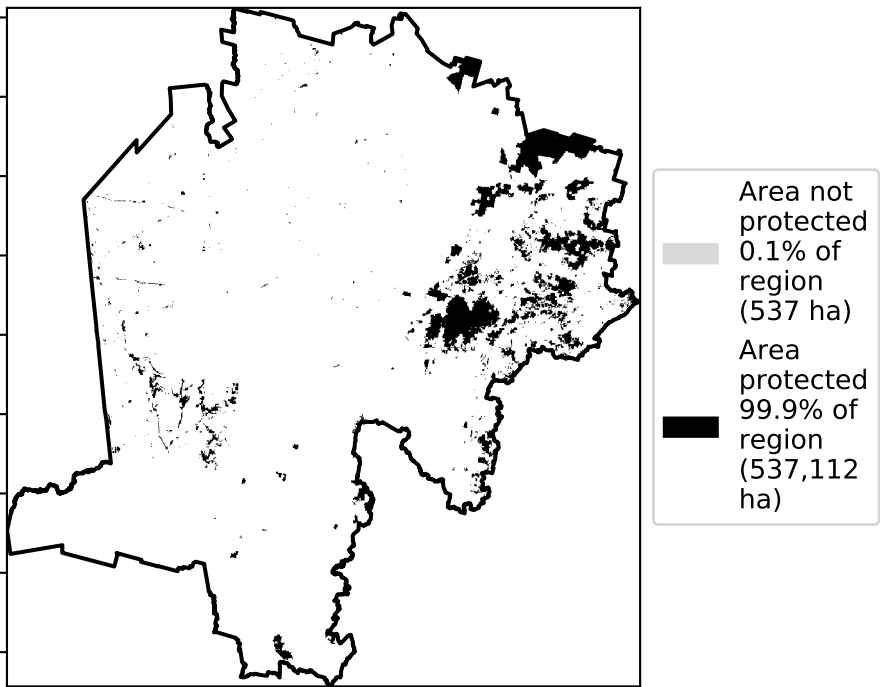 Area not
protected
0.1% of
region
(537 ha)
Area
protected
99.9% of
region
(537,112
ha)